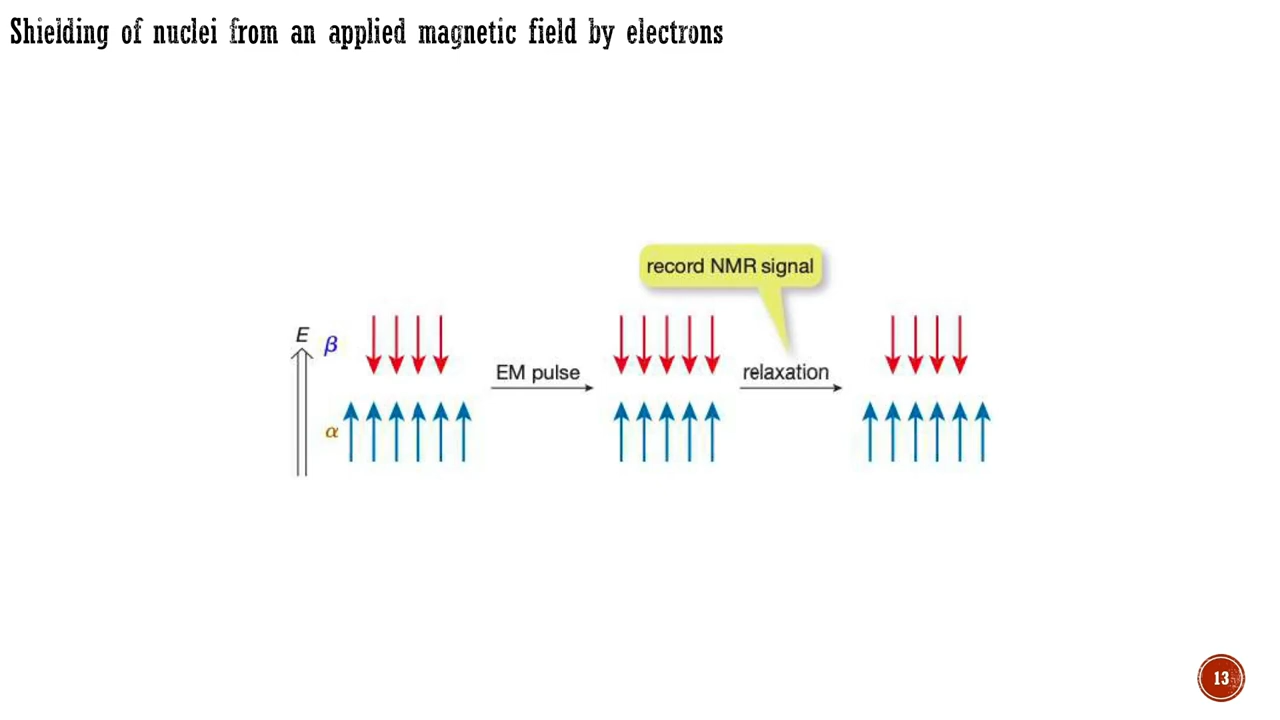 Shielding of nuclei from an applied magnetic field by electrons
record NMR signal
E
β
EM pulse
relaxation
α
13